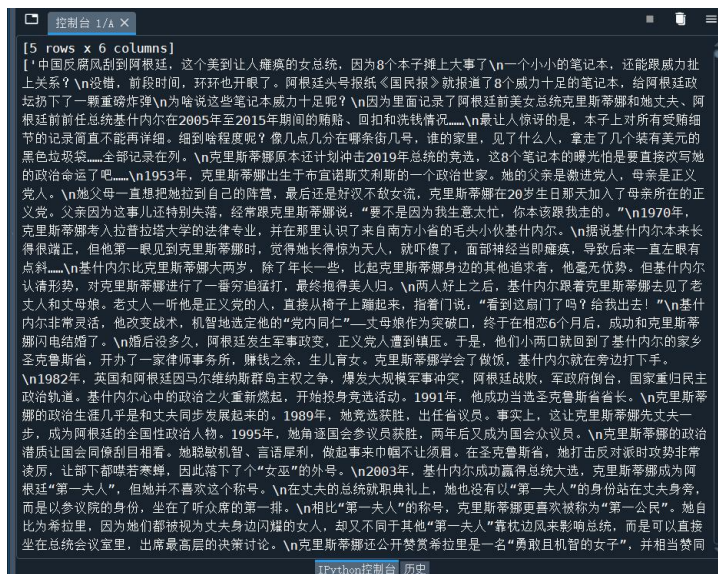 控制台 1/A
[5 rows x 6 columns]
['中国反腐风刮到阿根廷，这个美到让人瘫痪的女总统，因为8个本子摊上大事了\n一个小小的笔记本，还能跟威力扯
上关系？\n没错，前段时间，环环也开眼了。阿根廷头号报纸《国民报》就报道了8个威力十足的笔记本，给阿根廷政
坛扔下了一颗重磅炸弹\n为啥说这些笔记本威力十足呢？\n因为里面记录了阿根廷前美女总统克里斯蒂娜和她丈夫、阿
根廷前前任总统基什内尔在2005年至2015年期间的贿赂、回扣和洗钱情况……\n最让人惊讶的是，本子上对所有受贿细
节的记录简直不能再详细。细到啥程度呢？像几点几分在哪条街几号，谁的家里，见了什么人，拿走了几个装有美元的
黑色垃圾袋……全部记录在列。\n克里斯蒂娜原本还计划冲击2019年总统的竞选，这8个笔记本的曝光怕是要直接改写她
的政治命运了吧……\n1953年，克里斯蒂娜出生于布宜诺斯艾利斯的一个政治世家。她的父亲是激进党人，母亲是正义
党人。\n她父母一直想把她拉到自己的阵营，最后还是好汉不敌女流，克里斯蒂娜在20岁生日那天加入了母亲所在的正
义党。父亲因为这事儿还特别失落，经常跟克里斯蒂娜说，“要不是因为我生意太忙，你本该跟我走的。”\n1970年，
克里斯蒂娜考入拉普拉塔大学的法律专业，并在那里认识了来自南方小省的毛头小伙基什内尔。\n据说基什内尔本来长
得很端正，但他第一眼见到克里斯蒂娜时，觉得她长得惊为天人，就吓傻了，面部神经当即瘫痪，导致后来一直左眼有
点斜……\n基什内尔比克里斯蒂娜大两岁，除了年长一些，比起克里斯蒂娜身边的其他追求者，他毫无优势。但基什内尔
认清形势，对克里斯蒂娜进行了一番穷追猛打，最终抱得美人归。\n两人好上之后，基什内尔跟着克里斯蒂娜去见了老
丈人和丈母娘。老丈人一听他是正义党的人，直接从椅子上蹦起来，指着门说：“看到这扇门了吗？给我出去！”\n基什
内尔非常灵活，他改变战术，机智地选定他的“党内同仁”——丈母娘作为突破口，终于在相恋6个月后，成功和克里斯蒂
娜闪电结婚了。\n婚后没多久，阿根廷发生军事政变，正义党人遭到镇压。于是，他们小两口就回到了基什内尔的家乡
圣克鲁斯省，开办了一家律师事务所，赚钱之余，生儿育女。克里斯蒂娜学会了做饭，基什内尔就在旁边打下手。
\n1982年，英国和阿根廷因马尔维纳斯群岛主权之争，爆发大规模军事冲突，阿根廷战败，军政府倒台，国家重归民主
政治轨道。基什内尔心中的政治之火重新燃起，开始投身竞选活动。1991年，他成功当选圣克鲁斯省省长。\n克里斯蒂
娜的政治生涯几乎是和丈夫同步发展起来的。1989年，她竞选获胜，出任省议员。事实上，这让克里斯蒂娜先丈夫一
步，成为阿根廷的全国性政治人物。1995年，她角逐国会参议员获胜，两年后又成为国会众议员。\n克里斯蒂娜的政治
潜质让国会同僚刮目相看。她聪敏机智、言语犀利，做起事来巾帼不让须眉。在圣克鲁斯省，她打击反对派时攻势非常
凌厉，让部下都噤若寒蝉，因此落下了个“女巫”的外号。\n2003年，基什内尔成功赢得总统大选，克里斯蒂娜成为阿
根廷“第一夫人”，但她并不喜欢这个称号。\n在丈夫的总统就职典礼上，她也没有以“第一夫人”的身份站在丈夫身旁，
而是以参议院的身份，坐在了听众席的第一排。\n相比“第一夫人”的称号，克里斯蒂娜更喜欢被称为“第一公民”。她自
比为希拉里，因为她们都被视为丈夫身边闪耀的女人，却又不同于其他“第一夫人”靠枕边风来影响总统，而是可以直接
坐在总统会议室里，出席最高层的决策讨论。\n克里斯蒂娜还公开赞赏希拉里是一名“勇敢且机智的女子”，并相当赞同
IPython控制台 历史